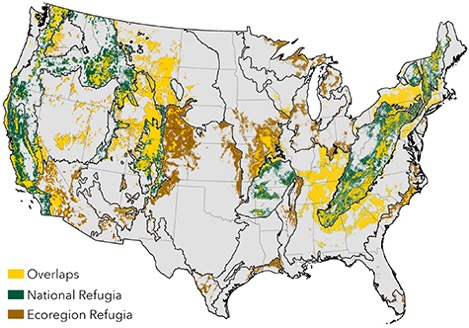 Overlaps
National Refugia
Ecoregion Refugia